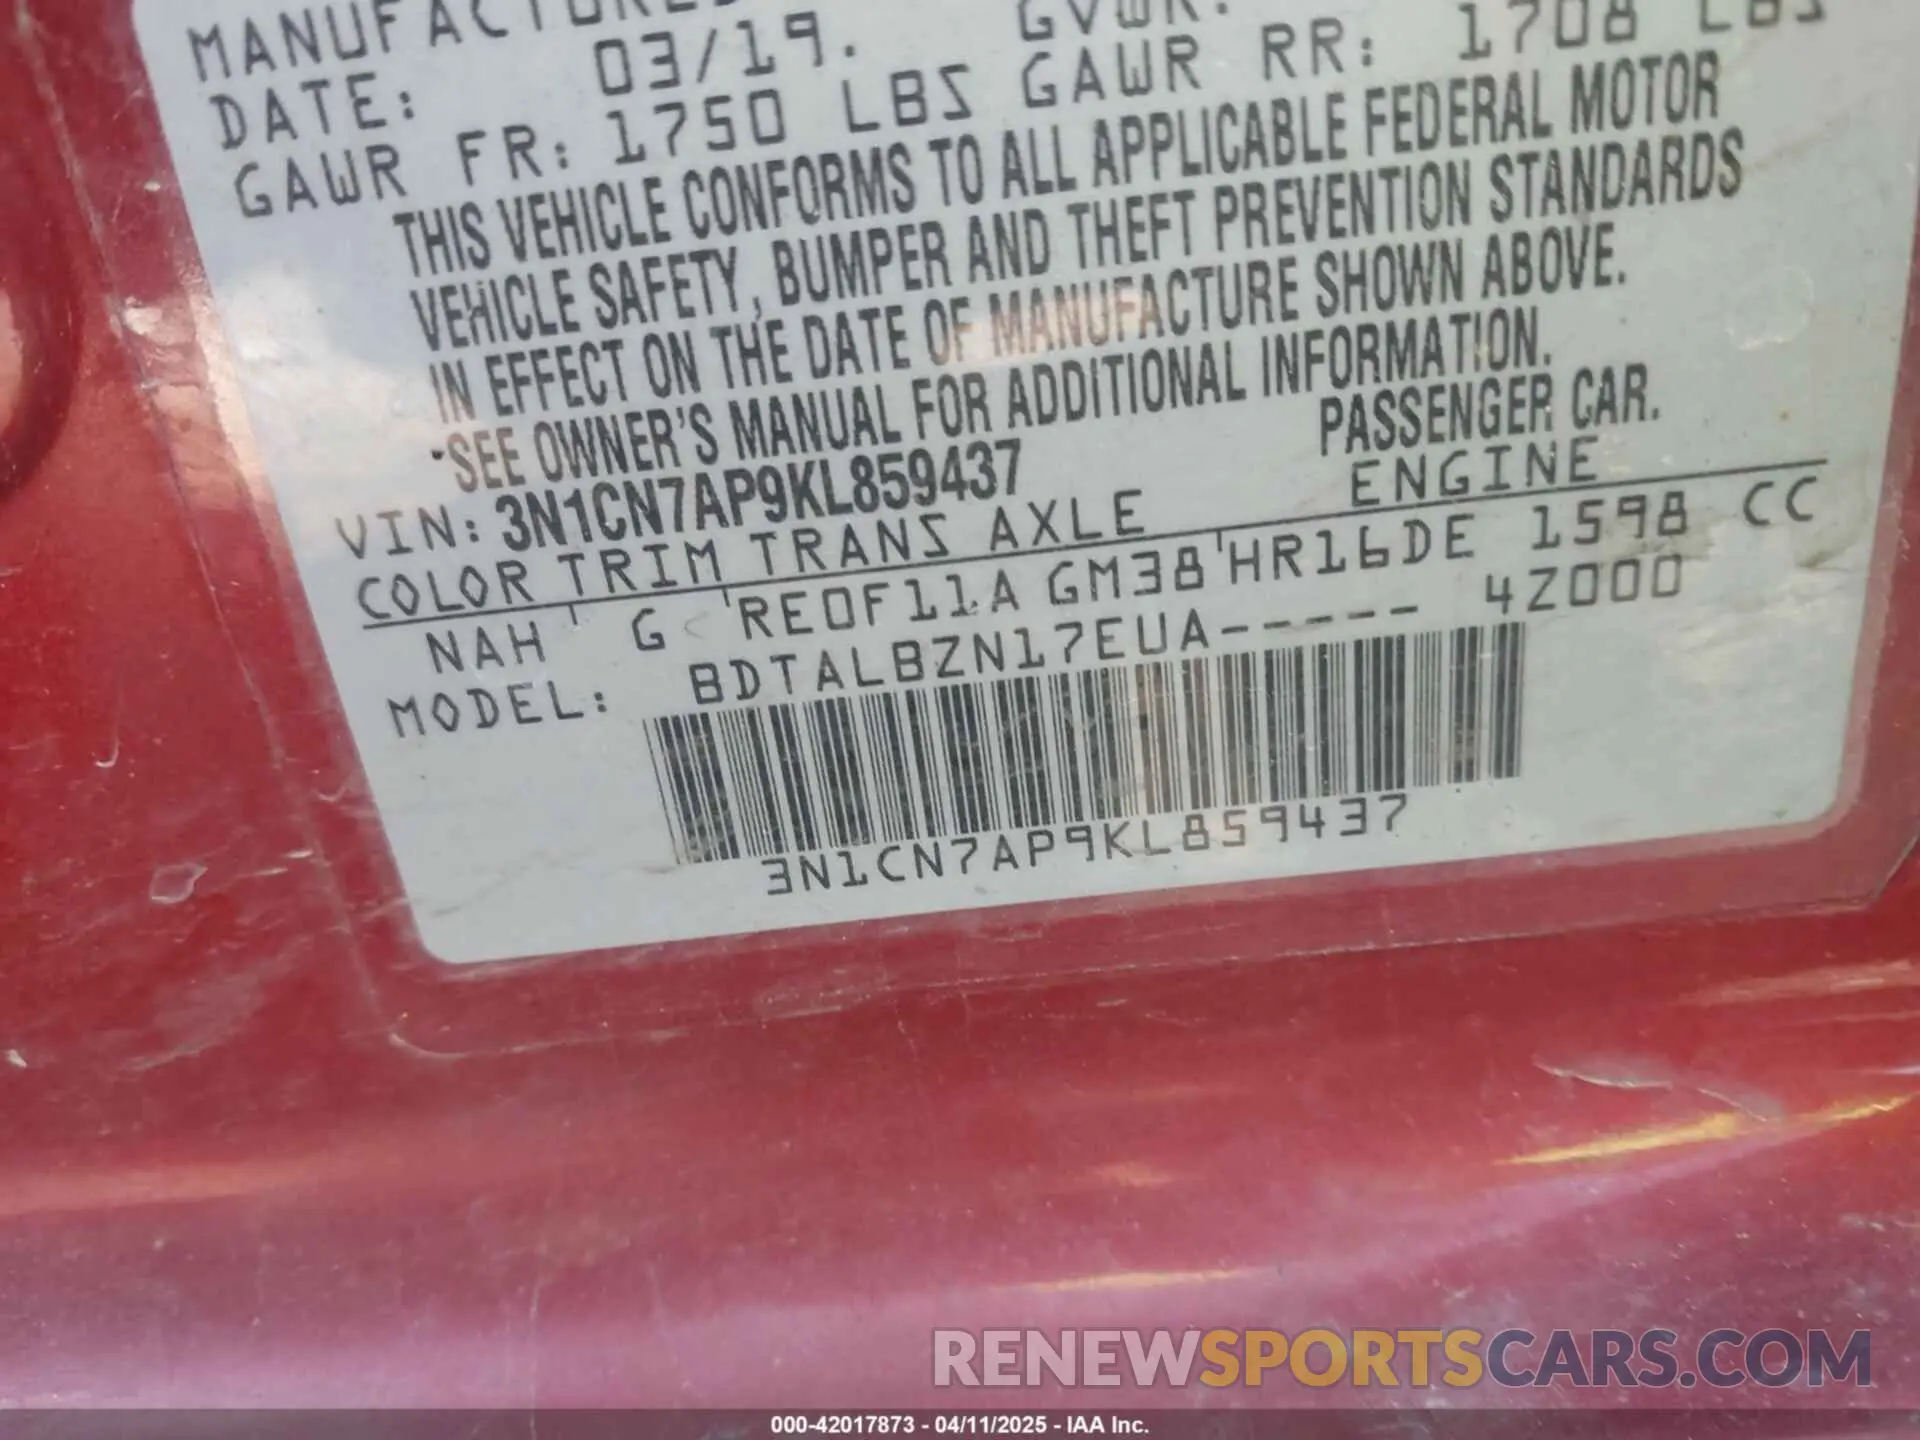 MANUFACTURED
DATE: 03/19. GVWR:
GAWR FR: 1750 LBS GAWR RR: 1708 LBS
THIS VEHICLE CONFORMS TO ALL APPLICABLE FEDERAL MOTOR
VEHICLE SAFETY, BUMPER AND THEFT PREVENTION STANDARDS
IN EFFECT ON THE DATE OF MANUFACTURE SHOWN ABOVE.
·SEE OWNER'S MANUAL FOR ADDITIONAL INFORMATION.
VIN: 3N1CN7AP9KL859437 PASSENGER CAR.
COLOR TRIM TRANS AXLE ENGINE
NAH G RE0F11A GM38 HR16DE 1598 CC
MODEL: BDTALBZN17EUA----- 4Z000
3N1CN7AP9KL859437
RENEWSPORTSCARS.COM
000-42017873 - 04/11/2025 - IAA Inc.